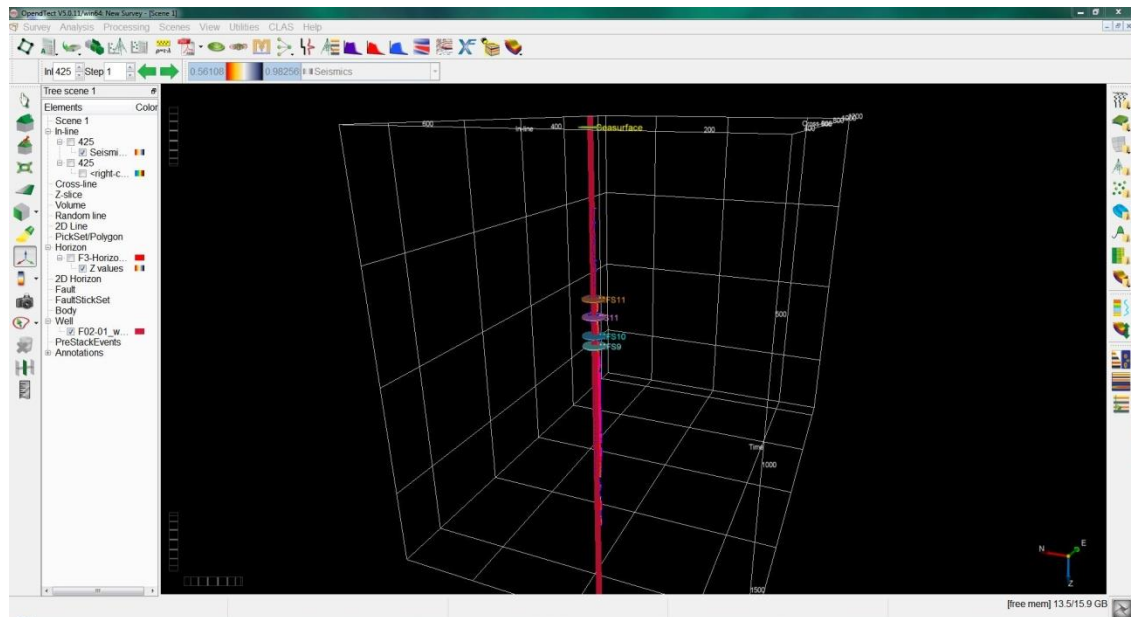 OpendTect V5.0.11/win64: New Survey - [Scene 1]
Survey Analysis Processing Scenes View Utilities CLAS Help
Inl 425 Step 1 0.56108 0.98256 Seismics
Tree scene 1
Elements Color
Scene 1
In-line
425
Seismi...
425
<right-c...
Cross-line
Z-slice
Volume
Random line
2D Line
PickSet/Polygon
Horizon
F3-Horizo...
Z values
2D Horizon
Fault
FaultStickSet
Body
Well
F02-01_w...
PreStackEvents
Annotations
600 In-line 400 Seasurface 200
MFS11
FS11
MFS10
MFS9
500
Time
1000
1500
N E
Z
[free mem] 13.5/15.9 GB